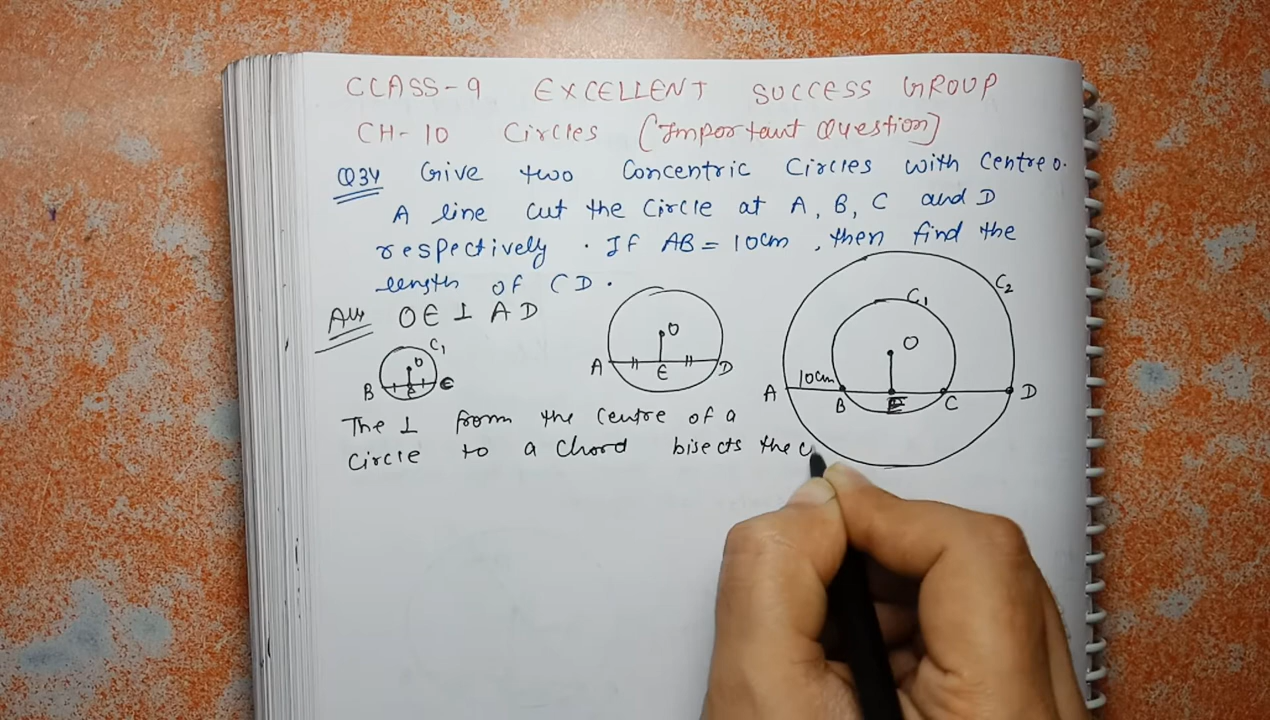 CLASS-9 EXCELLENT SUCCESS GROUP
CH-10 Circles (Important Question)
Q34 Give two Concentric Circles with Centre O.
A line cut the Circle at A, B, C and D
respectively. If AB = 10cm, then find the
length of CD.
Ans OE ⊥ AD
C1
O
B E C
O
A E D
C2
C1
O
10cm
A B E C D
The ⊥ from the Centre of a
Circle to a Chord bisects the c